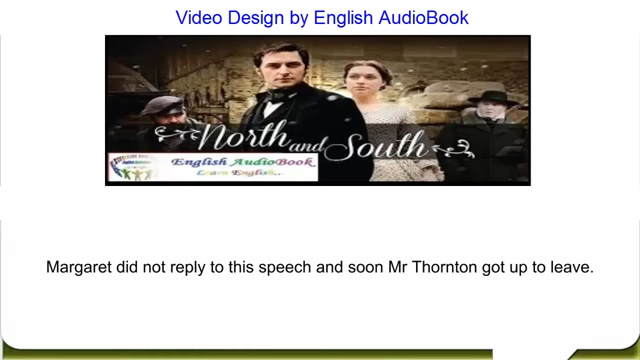 Video Design by English AudioBook
North and South
English AudioBook
Learn English...
Margaret did not reply to this speech and soon Mr Thornton got up to leave.